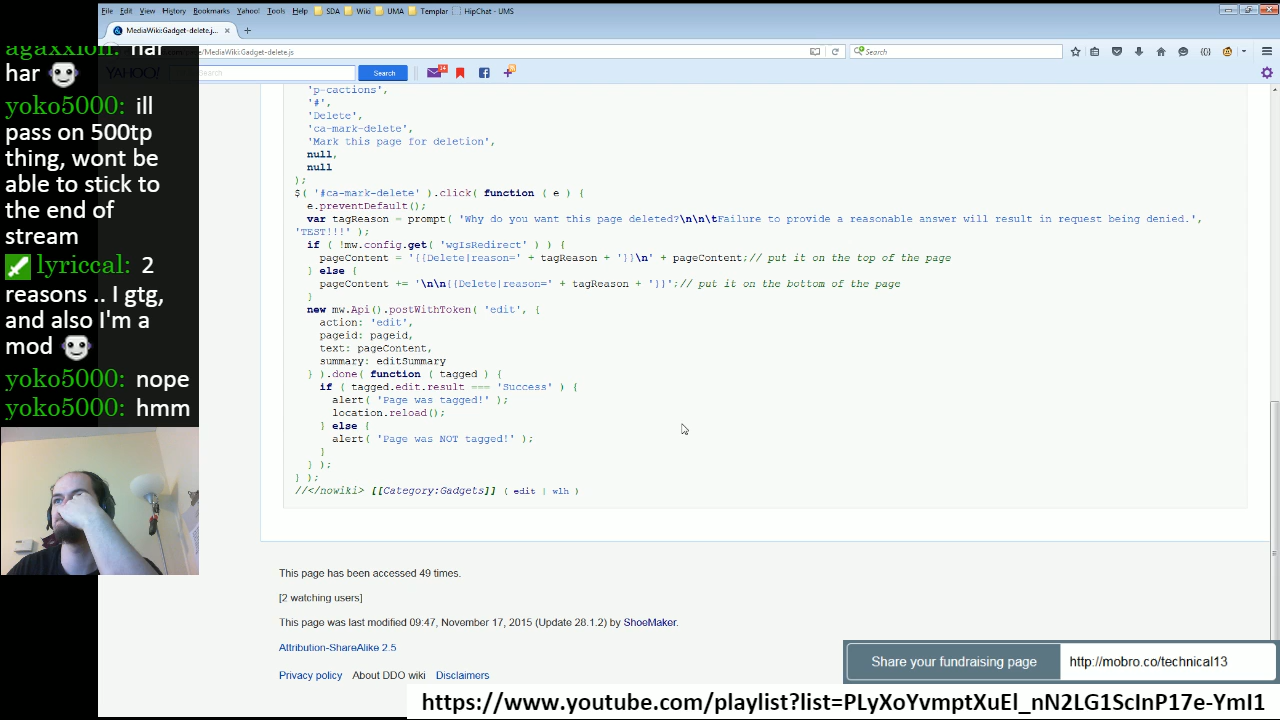 File Edit View History Bookmarks Yahoo! Tools Help SDA Wiki UMA Templar HipChat - UMS
MediaWiki:Gadget-delete.js...
/MediaWiki:Gadget-delete.js
Search
YAHOO!
Search
agaxxion: har
har
yoko5000: ill
pass on 500tp
thing, wont be
able to stick to
the end of
stream
lyriccal: 2
reasons .. I gtg,
and also I'm a
mod
yoko5000: nope
yoko5000: hmm
'p-cactions',
'#',
'Delete',
'ca-mark-delete',
'Mark this page for deletion',
null,
null
);
$( '#ca-mark-delete' ).click( function ( e ) {
e.preventDefault();
var tagReason = prompt( 'Why do you want this page deleted?\n\n\tFailure to provide a reasonable answer will result in request being denied.',
'TEST!!!' );
if ( !mw.config.get( 'wgIsRedirect' ) ) {
pageContent = '{{Delete|reason=' + tagReason + '}}\n' + pageContent;// put it on the top of the page
} else {
pageContent += '\n\n{{Delete|reason=' + tagReason + '}}';// put it on the bottom of the page
}
new mw.Api().postWithToken( 'edit', {
action: 'edit',
pageid: pageid,
text: pageContent,
summary: editSummary
} ).done( function ( tagged ) {
if ( tagged.edit.result === 'Success' ) {
alert( 'Page was tagged!' );
location.reload();
} else {
alert( 'Page was NOT tagged!' );
}
} );
} );
//</nowiki> [[Category:Gadgets]] ( edit | wlh )
This page has been accessed 49 times.
[2 watching users]
This page was last modified 09:47, November 17, 2015 (Update 28.1.2) by ShoeMaker.
Attribution-ShareAlike 2.5
Privacy policy About DDO wiki Disclaimers
Share your fundraising page
http://mobro.co/technical13
https://www.youtube.com/playlist?list=PLyXoYvmptXuEl_nN2LG1ScInP17e-YmI1